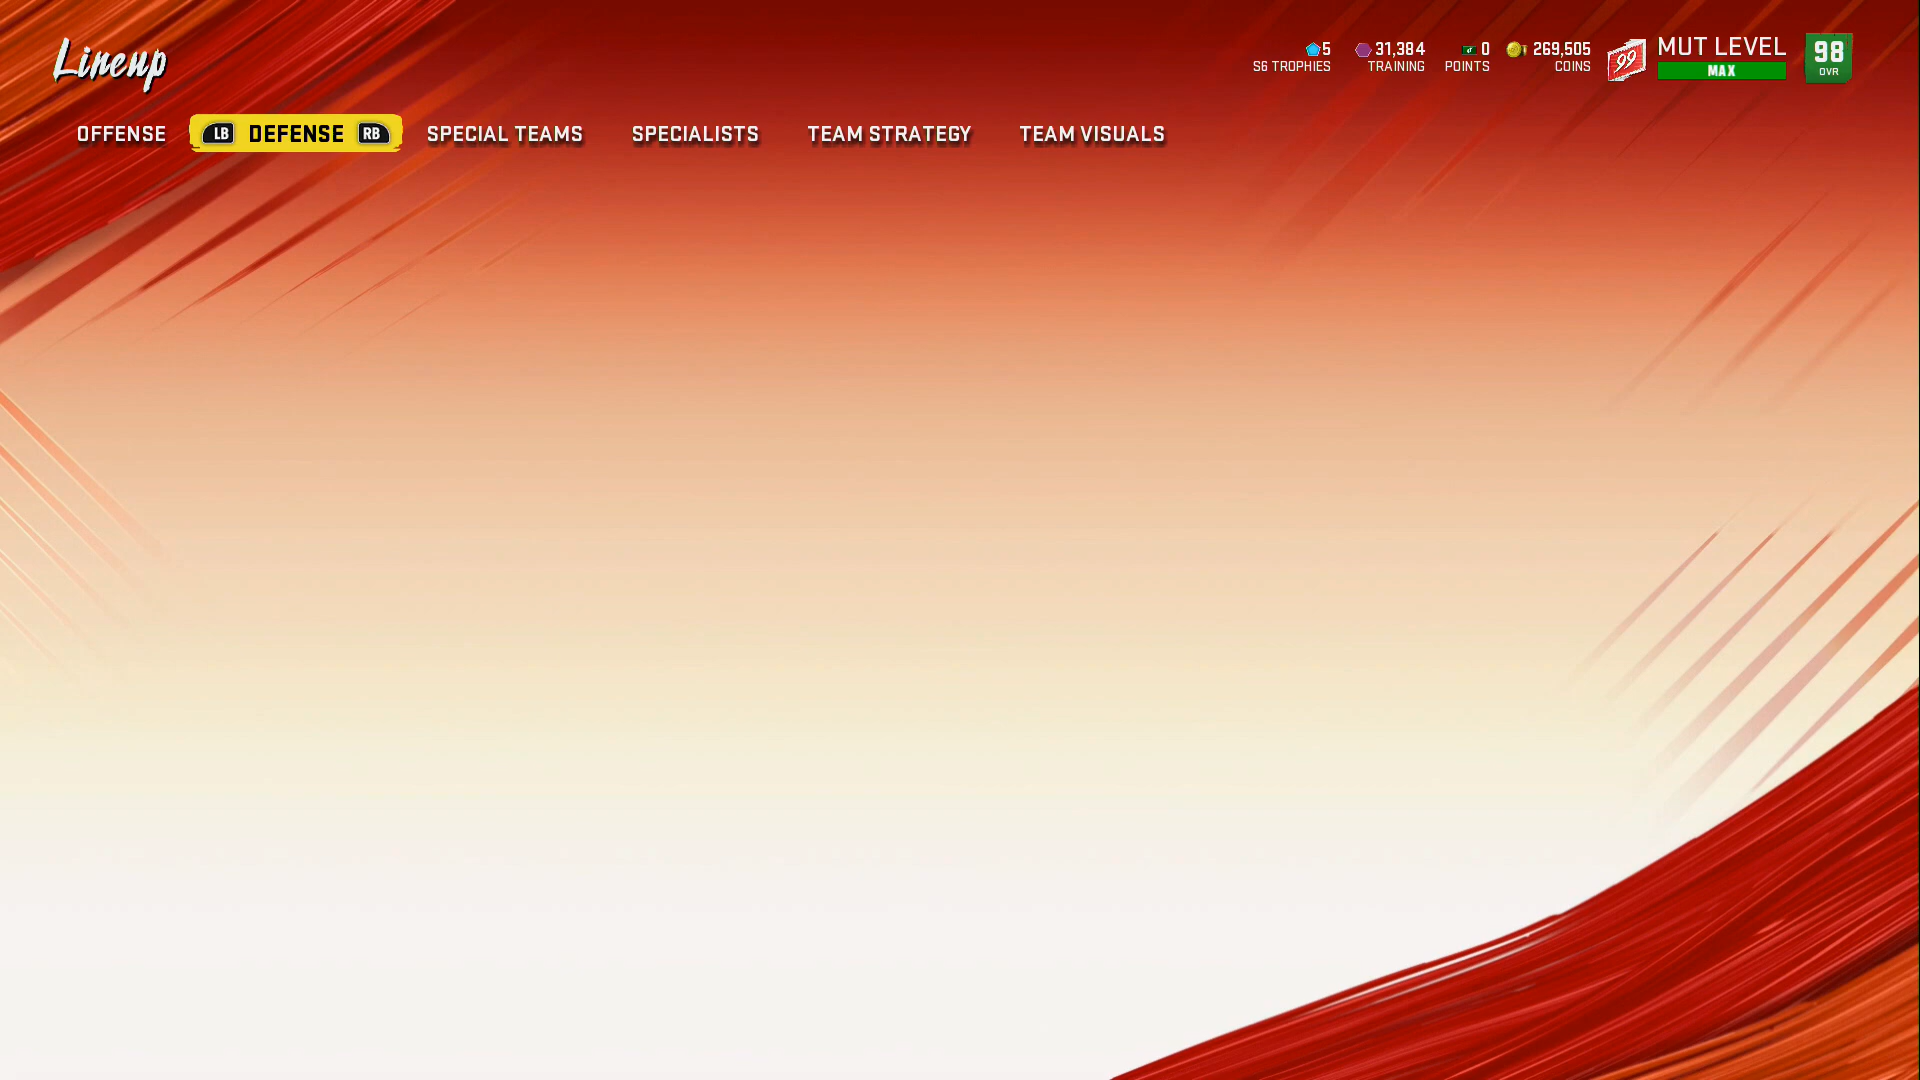 Lineup
5
S6 TROPHIES
31,384
TRAINING
0
POINTS
269,505
COINS
99
MUT LEVEL
MAX
98
OVR
OFFENSE
LB DEFENSE RB
SPECIAL TEAMS
SPECIALISTS
TEAM STRATEGY
TEAM VISUALS